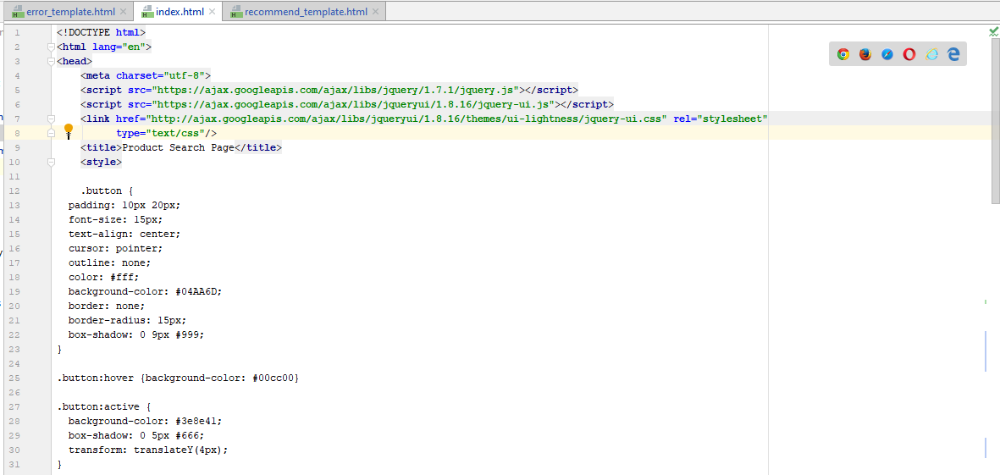 error_template.html index.html recommend_template.html
1 <!DOCTYPE html>
2 <html lang="en">
3 <head>
4 <meta charset="utf-8">
5 <script src="https://ajax.googleapis.com/ajax/libs/jquery/1.7.1/jquery.js"></script>
6 <script src="https://ajax.googleapis.com/ajax/libs/jqueryui/1.8.16/jquery-ui.js"></script>
7 <link href="http://ajax.googleapis.com/ajax/libs/jqueryui/1.8.16/themes/ui-lightness/jquery-ui.css" rel="stylesheet"
8 type="text/css"/>
9 <title>Product Search Page</title>
10 <style>
11
12 .button {
13 padding: 10px 20px;
14 font-size: 15px;
15 text-align: center;
16 cursor: pointer;
17 outline: none;
18 color: #fff;
19 background-color: #04AA6D;
20 border: none;
21 border-radius: 15px;
22 box-shadow: 0 9px #999;
23 }
24
25 .button:hover {background-color: #00cc00}
26
27 .button:active {
28 background-color: #3e8e41;
29 box-shadow: 0 5px #666;
30 transform: translateY(4px);
31 }